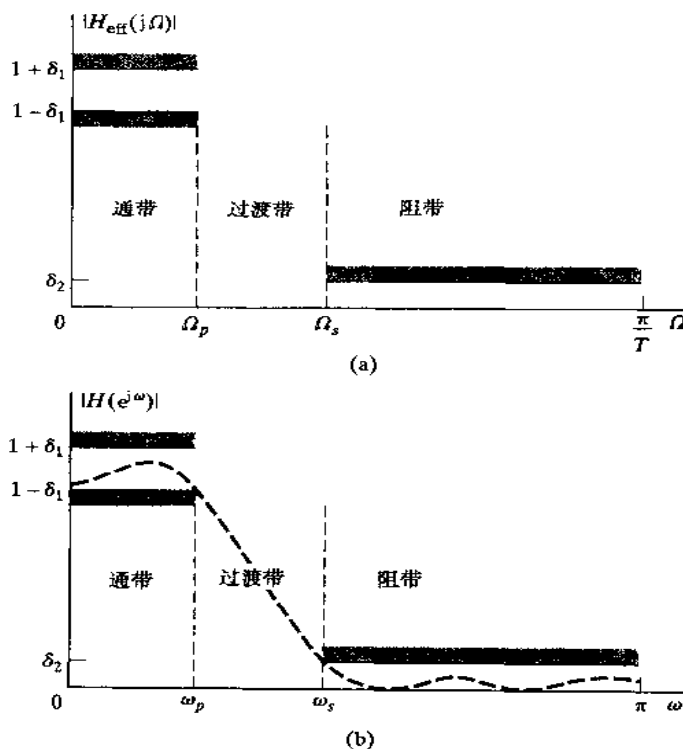 |H_eff(jΩ)|
1 + δ₁
1 − δ₁
通带 过渡带 阻带
δ₂
0 Ω_p Ω_s π/T Ω
(a)
|H(e^{jω})|
1 + δ₁
1 − δ₁
通带 过渡带 阻带
δ₂
0 ω_p ω_s π ω
(b)